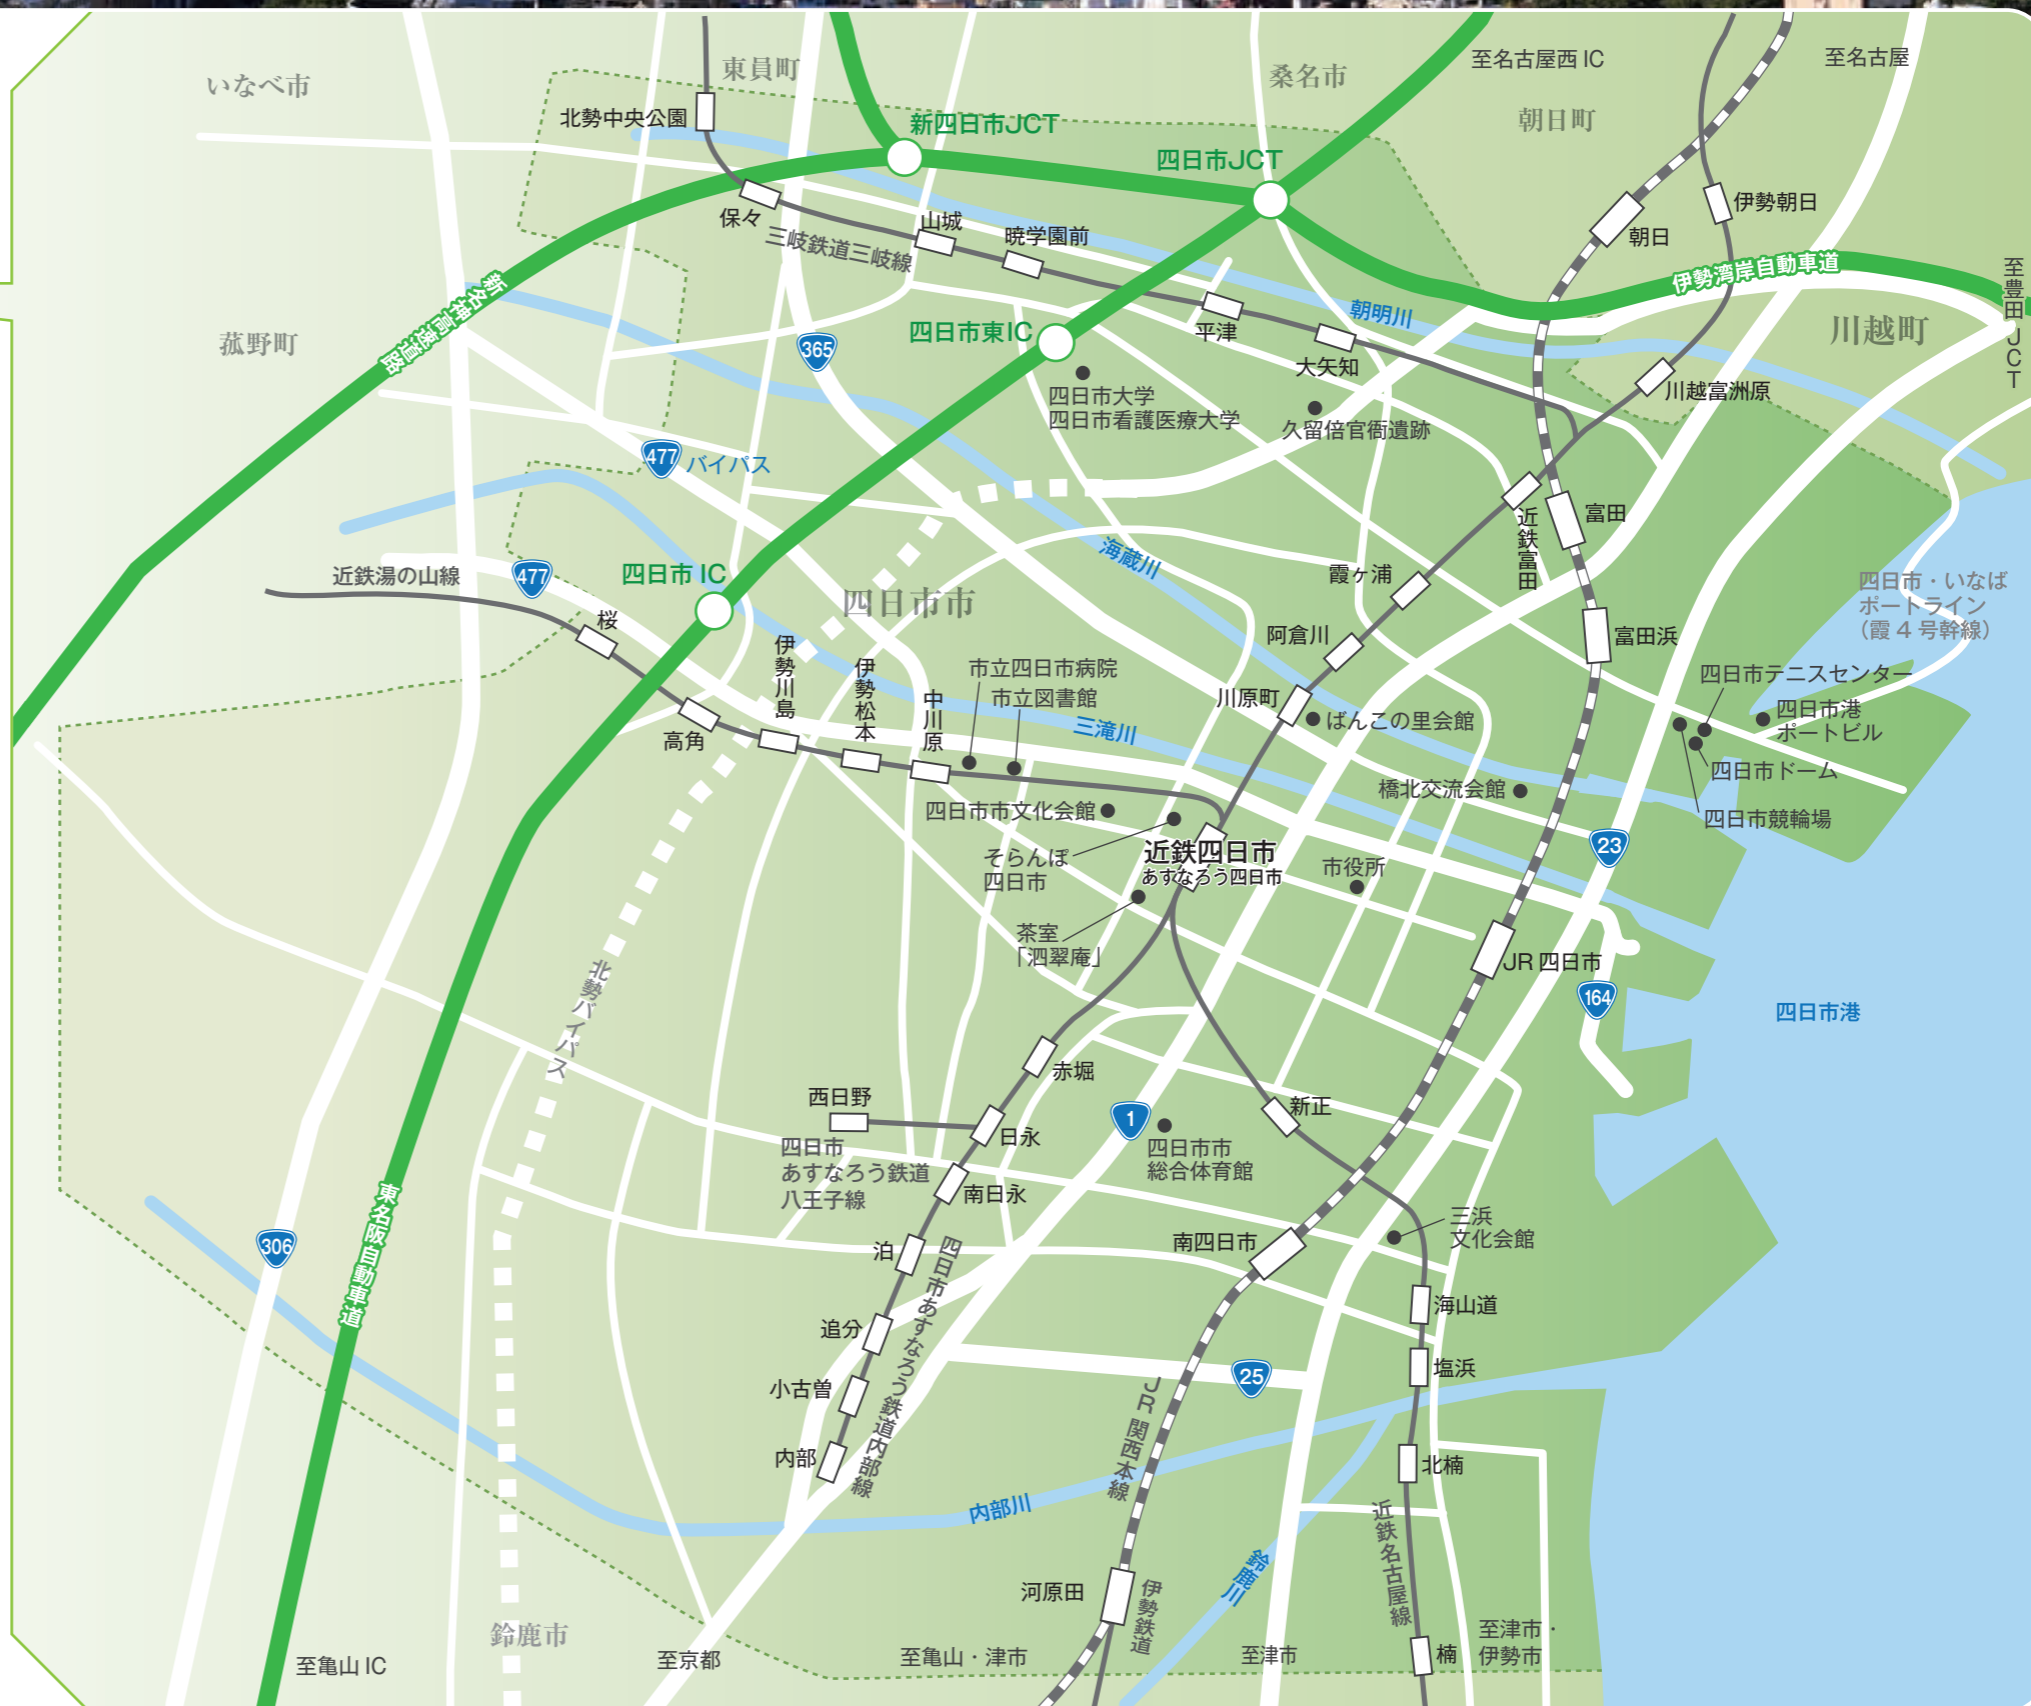 いなべ市
東員町
桑名市
至名古屋西 IC
至名古屋
朝日町
北勢中央公園
新四日市JCT
四日市JCT
保々
三岐鉄道三岐線
山城
暁学園前
伊勢朝日
朝日
伊勢湾岸自動車道
至豊田JCT
新名神高速道路
菰野町
365
四日市東IC
平津
大矢知
朝明川
川越町
川越富洲原
四日市大学
四日市看護医療大学
久留倍官衙遺跡
477
バイパス
近鉄富田
富田
海蔵川
近鉄湯の山線
477
四日市 IC
四日市市
霞ヶ浦
四日市・いなば
ポートライン
（霞 4 号幹線）
桜
伊勢川島
伊勢松本
中川原
市立四日市病院
市立図書館
阿倉川
富田浜
四日市テニスセンター
川原町
ばんこの里会館
四日市港
ポートビル
三滝川
高角
四日市ドーム
四日市競輪場
橋北交流会館
四日市市文化会館
そらんぽ
四日市
近鉄四日市
あすなろう四日市
市役所
23
茶室
「泗翠庵」
JR 四日市
164
四日市港
北勢バイパス
赤堀
西日野
日永
1
新正
四日市
あすなろう鉄道
八王子線
四日市市
総合体育館
南日永
東名阪自動車道
306
泊
四日市あすなろう鉄道内部線
南四日市
三浜
文化会館
海山道
追分
小古曽
内部
25
塩浜
JR関西本線
北楠
内部川
鈴鹿川
近鉄名古屋線
河原田
伊勢鉄道
鈴鹿市
至亀山 IC
至京都
至亀山・津市
至津市
楠
至津市・
伊勢市